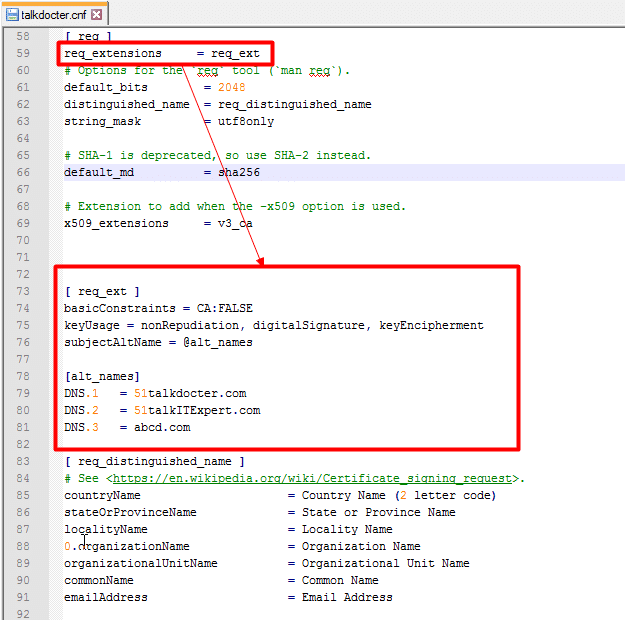 talkdocter.cnf
58 [ req ]
59 req_extensions = req_ext
60 # Options for the `req` tool (`man req`).
61 default_bits = 2048
62 distinguished_name = req_distinguished_name
63 string_mask = utf8only
64
65 # SHA-1 is deprecated, so use SHA-2 instead.
66 default_md = sha256
67
68 # Extension to add when the -x509 option is used.
69 x509_extensions = v3_ca
70
71
72
73 [ req_ext ]
74 basicConstraints = CA:FALSE
75 keyUsage = nonRepudiation, digitalSignature, keyEncipherment
76 subjectAltName = @alt_names
77
78 [alt_names]
79 DNS.1 = 51talkdocter.com
80 DNS.2 = 51talkITExpert.com
81 DNS.3 = abcd.com
82
83 [ req_distinguished_name ]
84 # See <https://en.wikipedia.org/wiki/Certificate_signing_request>.
85 countryName = Country Name (2 letter code)
86 stateOrProvinceName = State or Province Name
87 localityName = Locality Name
88 0.organizationName = Organization Name
89 organizationalUnitName = Organizational Unit Name
90 commonName = Common Name
91 emailAddress = Email Address
92